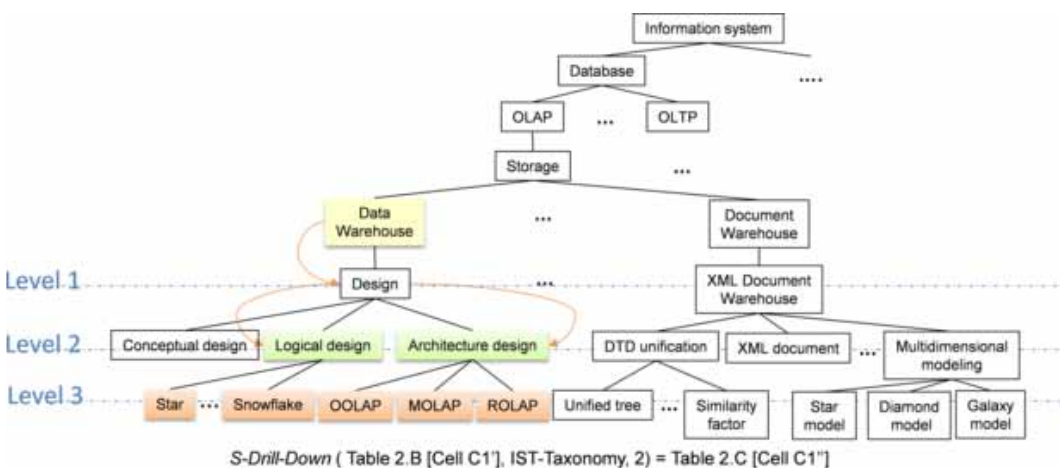 Information system
Database
....
OLAP
...
OLTP
Storage
...
Data
Warehouse
...
Document
Warehouse
Level 1
Design
...
XML Document
Warehouse
Level 2
Conceptual design
Logical design
Architecture design
DTD unification
XML document
...
Multidimensional
modeling
Level 3
Star
...
Snowflake
OOLAP
MOLAP
ROLAP
Unified tree
...
Similarity
factor
Star
model
Diamond
model
Galaxy
model
S-Drill-Down ( Table 2.B [Cell C1'], IST-Taxonomy, 2) = Table 2.C [Cell C1'']